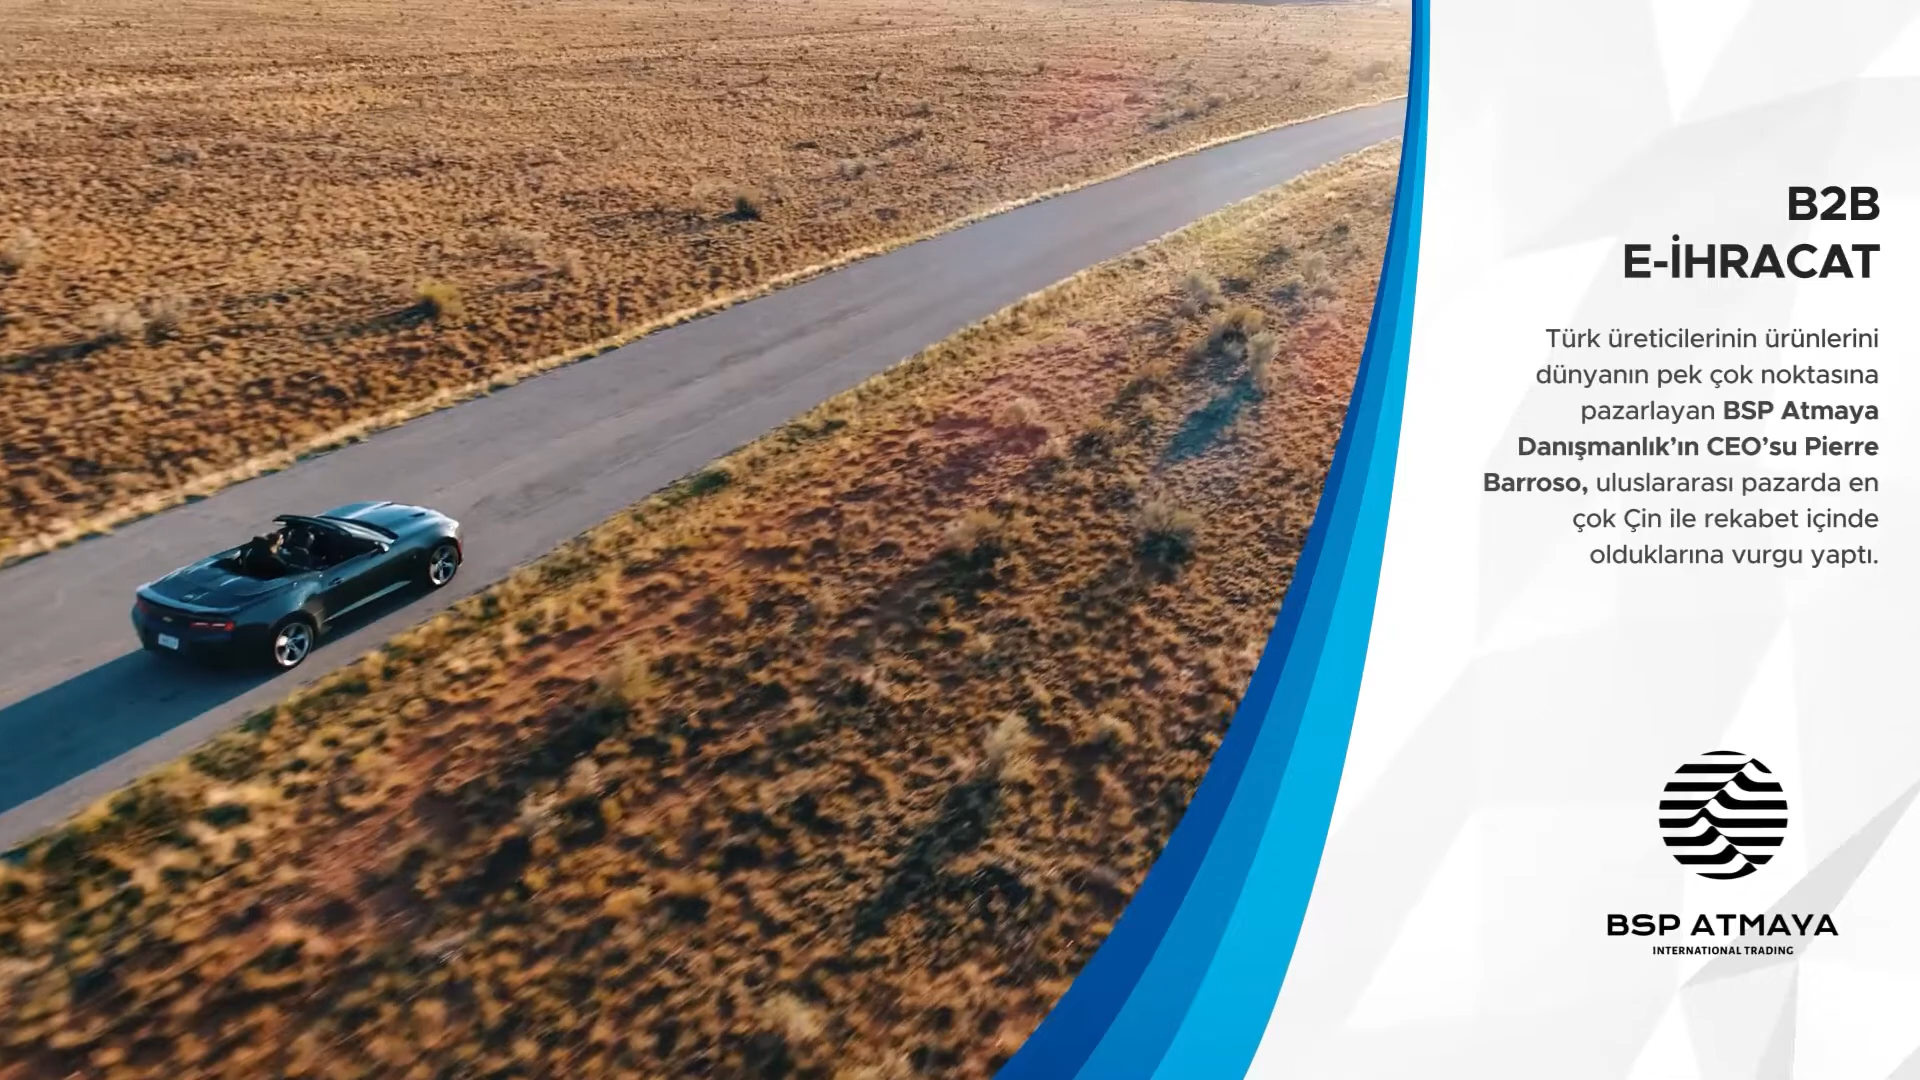 B2B
E-İHRACAT
Türk üreticilerinin ürünlerini
dünyanın pek çok noktasına
pazarlayan BSP Atmaya
Danışmanlık’ın CEO’su Pierre
Barroso, uluslararası pazarda en
çok Çin ile rekabet içinde
olduklarına vurgu yaptı.
BSP ATMAYA
INTERNATIONAL TRADING